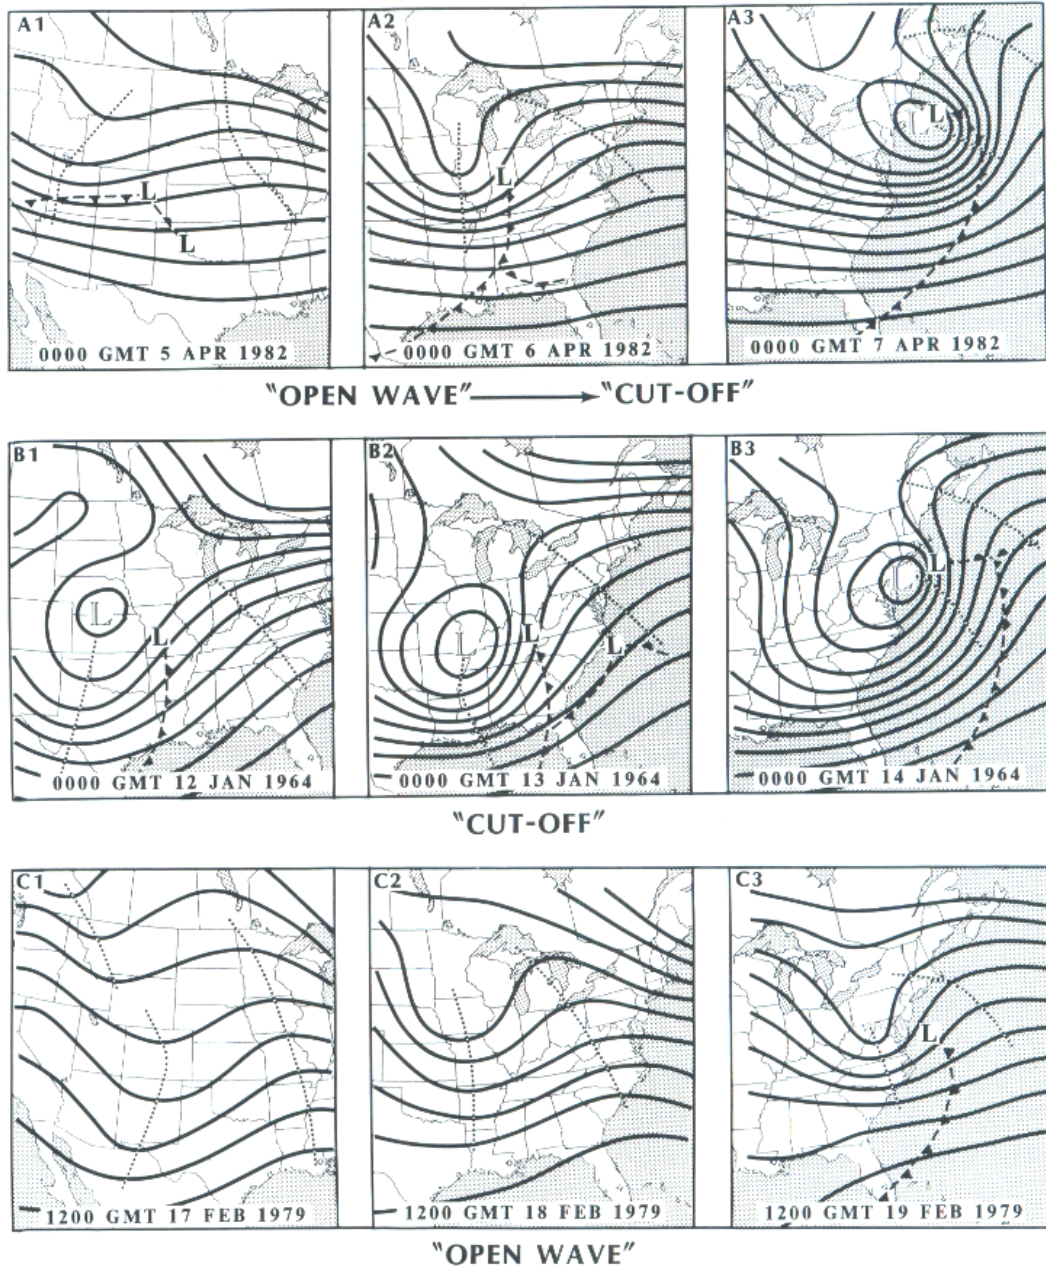 A1
A2
A3
L
L
L
L
L
0000 GMT 5 APR 1982
0000 GMT 6 APR 1982
0000 GMT 7 APR 1982
"OPEN WAVE" → "CUT-OFF"
B1
B2
B3
L
L
L
L
L
L
L
0000 GMT 12 JAN 1964
0000 GMT 13 JAN 1964
0000 GMT 14 JAN 1964
"CUT-OFF"
C1
C2
C3
L
1200 GMT 17 FEB 1979
1200 GMT 18 FEB 1979
1200 GMT 19 FEB 1979
"OPEN WAVE"